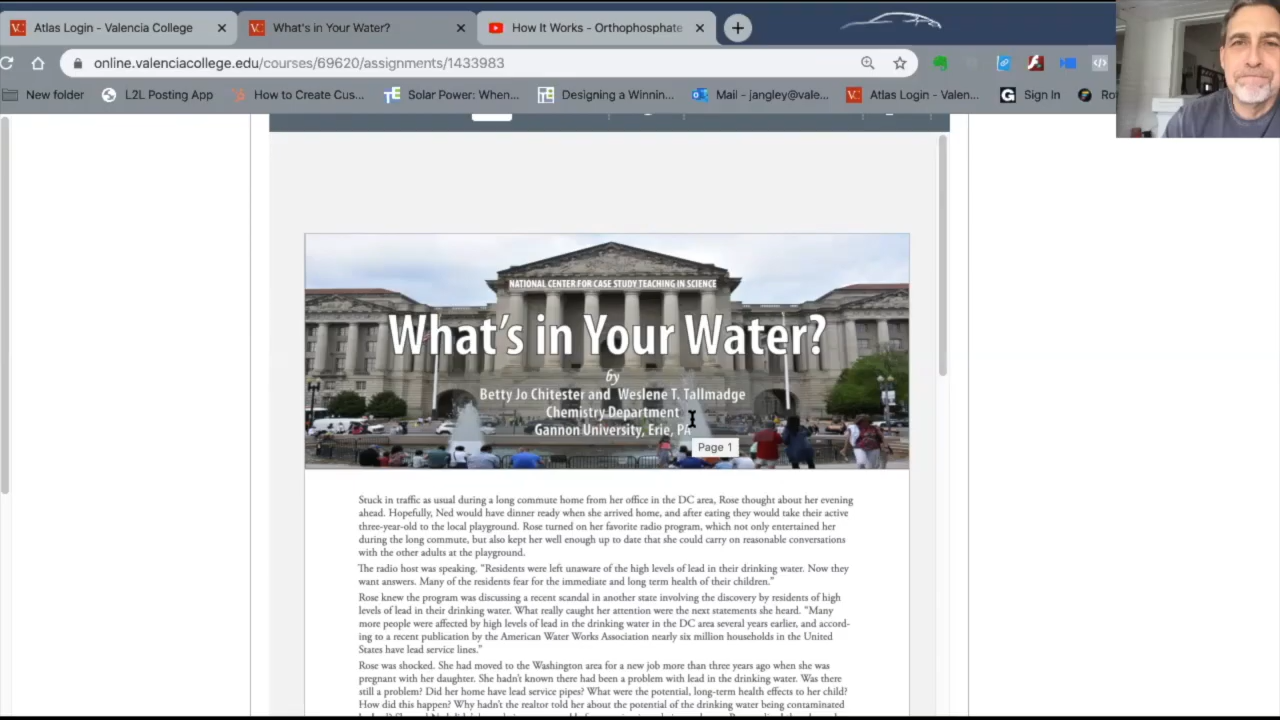 Atlas Login - Valencia College
What's in Your Water?
How It Works - Orthophosphate
online.valenciacollege.edu/courses/69620/assignments/1433983
New folder
L2L Posting App
How to Create Cus...
Solar Power: When...
Designing a Winnin...
Mail - jangley@vale...
Atlas Login - Valen...
Sign In
NATIONAL CENTER FOR CASE STUDY TEACHING IN SCIENCE
What's in Your Water?
by
Betty Jo Chitester and Weslene T. Tallmadge
Chemistry Department
Gannon University, Erie, PA
Page 1
Stuck in traffic as usual during a long commute home from her office in the DC area, Rose thought about her evening
ahead. Hopefully, Ned would have dinner ready when she arrived home, and after eating they would take their active
three-year-old to the local playground. Rose turned on her favorite radio program, which not only entertained her
during the long commute, but also kept her well enough up to date that she could carry on reasonable conversations
with the other adults at the playground.
The radio host was speaking. “Residents were left unaware of the high levels of lead in their drinking water. Now they
want answers. Many of the residents fear for the immediate and long term health of their children.”
Rose knew the program was discussing a recent scandal in another state involving the discovery by residents of high
levels of lead in their drinking water. What really caught her attention were the next statements she heard. “Many
more people were affected by high levels of lead in the drinking water in the DC area several years earlier, and accord-
ing to a recent publication by the American Water Works Association nearly six million households in the United
States have lead service lines.”
Rose was shocked. She had moved to the Washington area for a new job more than three years ago when she was
pregnant with her daughter. She hadn't known there had been a problem with lead in the drinking water. Was there
still a problem? Did her home have lead service pipes? What were the potential, long-term health effects to her child?
How did this happen? Why hadn't the realtor told her about the potential of the drinking water being contaminated